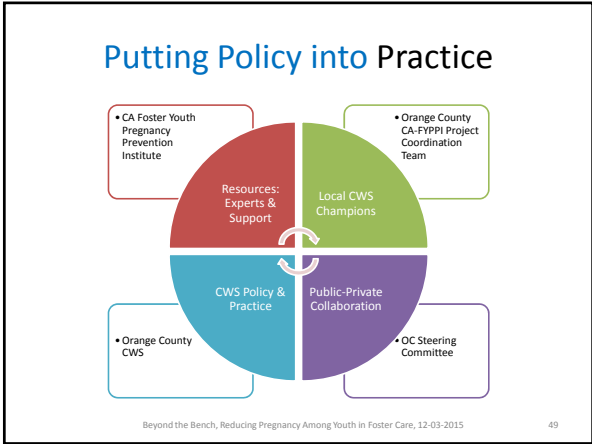 Putting Policy into Practice
• CA Foster Youth
Pregnancy
Prevention
Institute
• Orange County
CA-FYPPI Project
Coordination
Team
Resources:
Experts &
Support
Local CWS
Champions
CWS Policy &
Practice
Public-Private
Collaboration
• Orange County
CWS
• OC Steering
Committee
Beyond the Bench, Reducing Pregnancy Among Youth in Foster Care, 12-03-2015
49